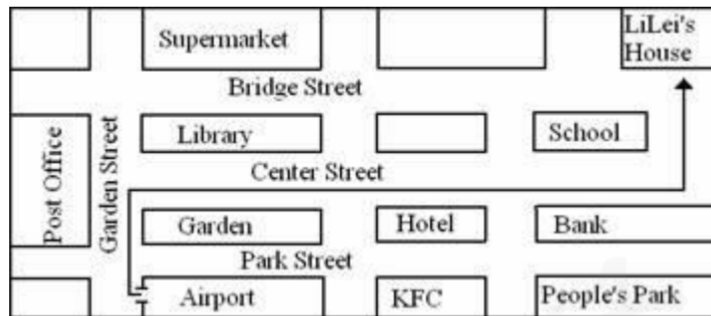 LiLei's
House
Supermarket
Bridge Street
Library
School
Post Office
Garden Street
Center Street
Garden
Hotel
Bank
Park Street
Airport
KFC
People's Park